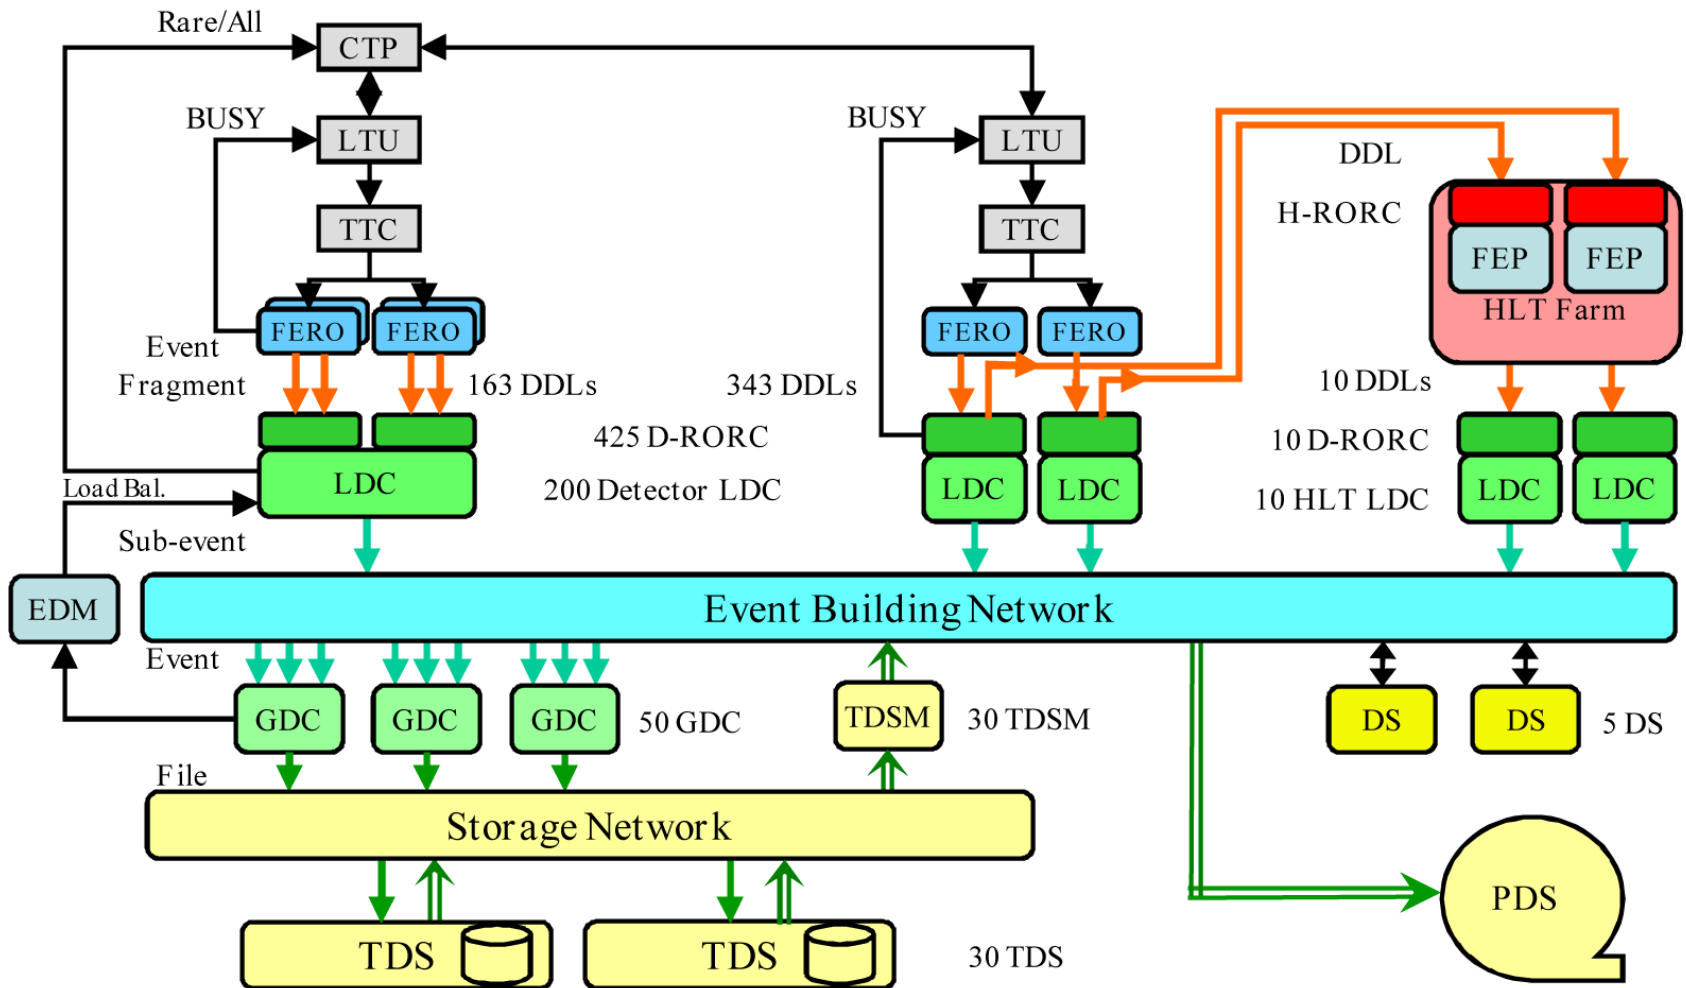 Rare/All
CTP
BUSY
LTU
BUSY
LTU
DDL
TTC
TTC
H-RORC
FEP
FEP
HLT Farm
FERO
FERO
FERO
FERO
Event
Fragment
163 DDLs
343 DDLs
10 DDLs
425 D-RORC
10 D-RORC
LDC
Load Bal.
200 Detector LDC
LDC
LDC
10 HLT LDC
LDC
LDC
Sub-event
EDM
Event Building Network
Event
GDC
GDC
GDC
50 GDC
TDSM
30 TDSM
DS
DS
5 DS
File
Storage Network
PDS
TDS
TDS
30 TDS